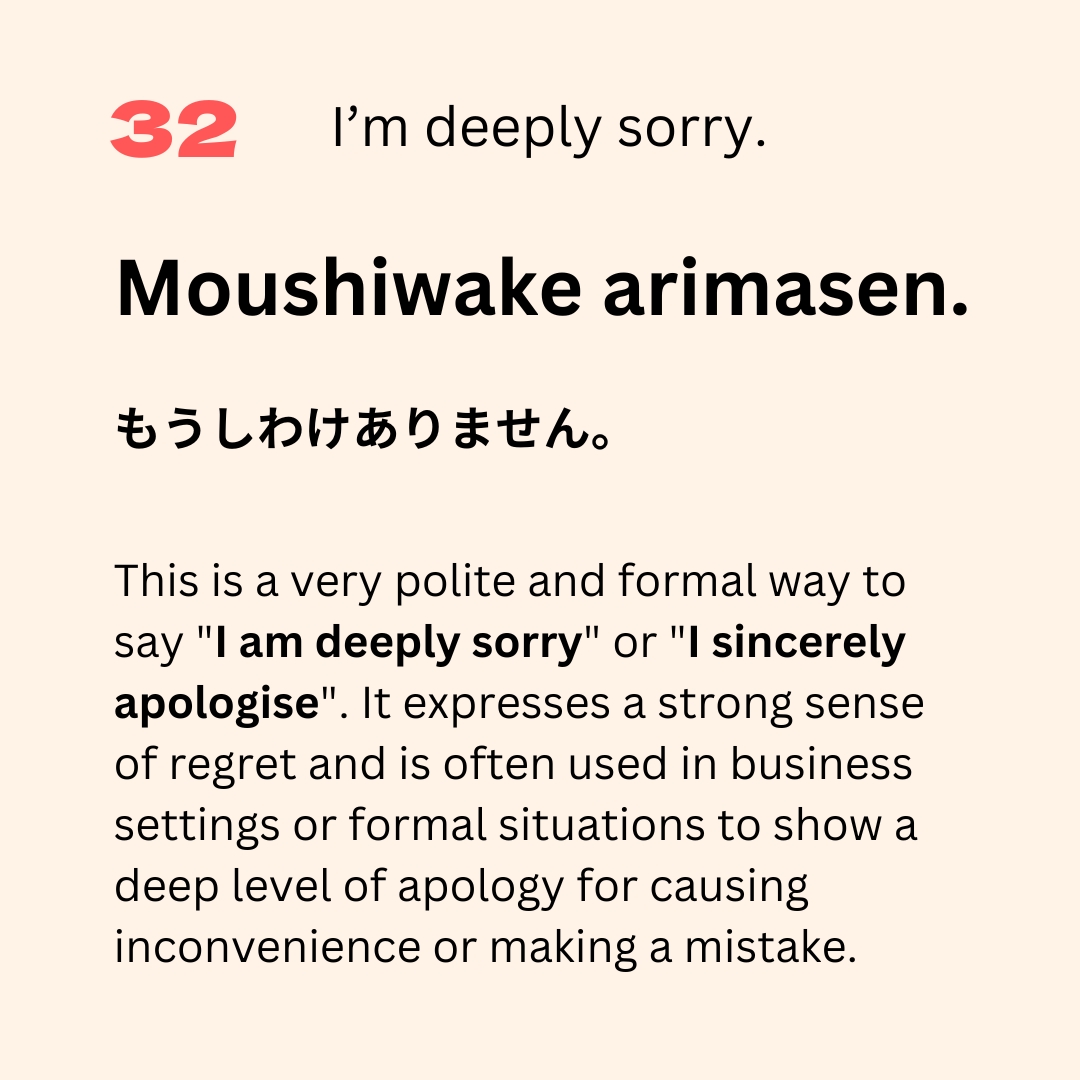 32 I’m deeply sorry.
Moushiwake arimasen.
もうしわけありません。
This is a very polite and formal way to
say "I am deeply sorry" or "I sincerely
apologise". It expresses a strong sense
of regret and is often used in business
settings or formal situations to show a
deep level of apology for causing
inconvenience or making a mistake.